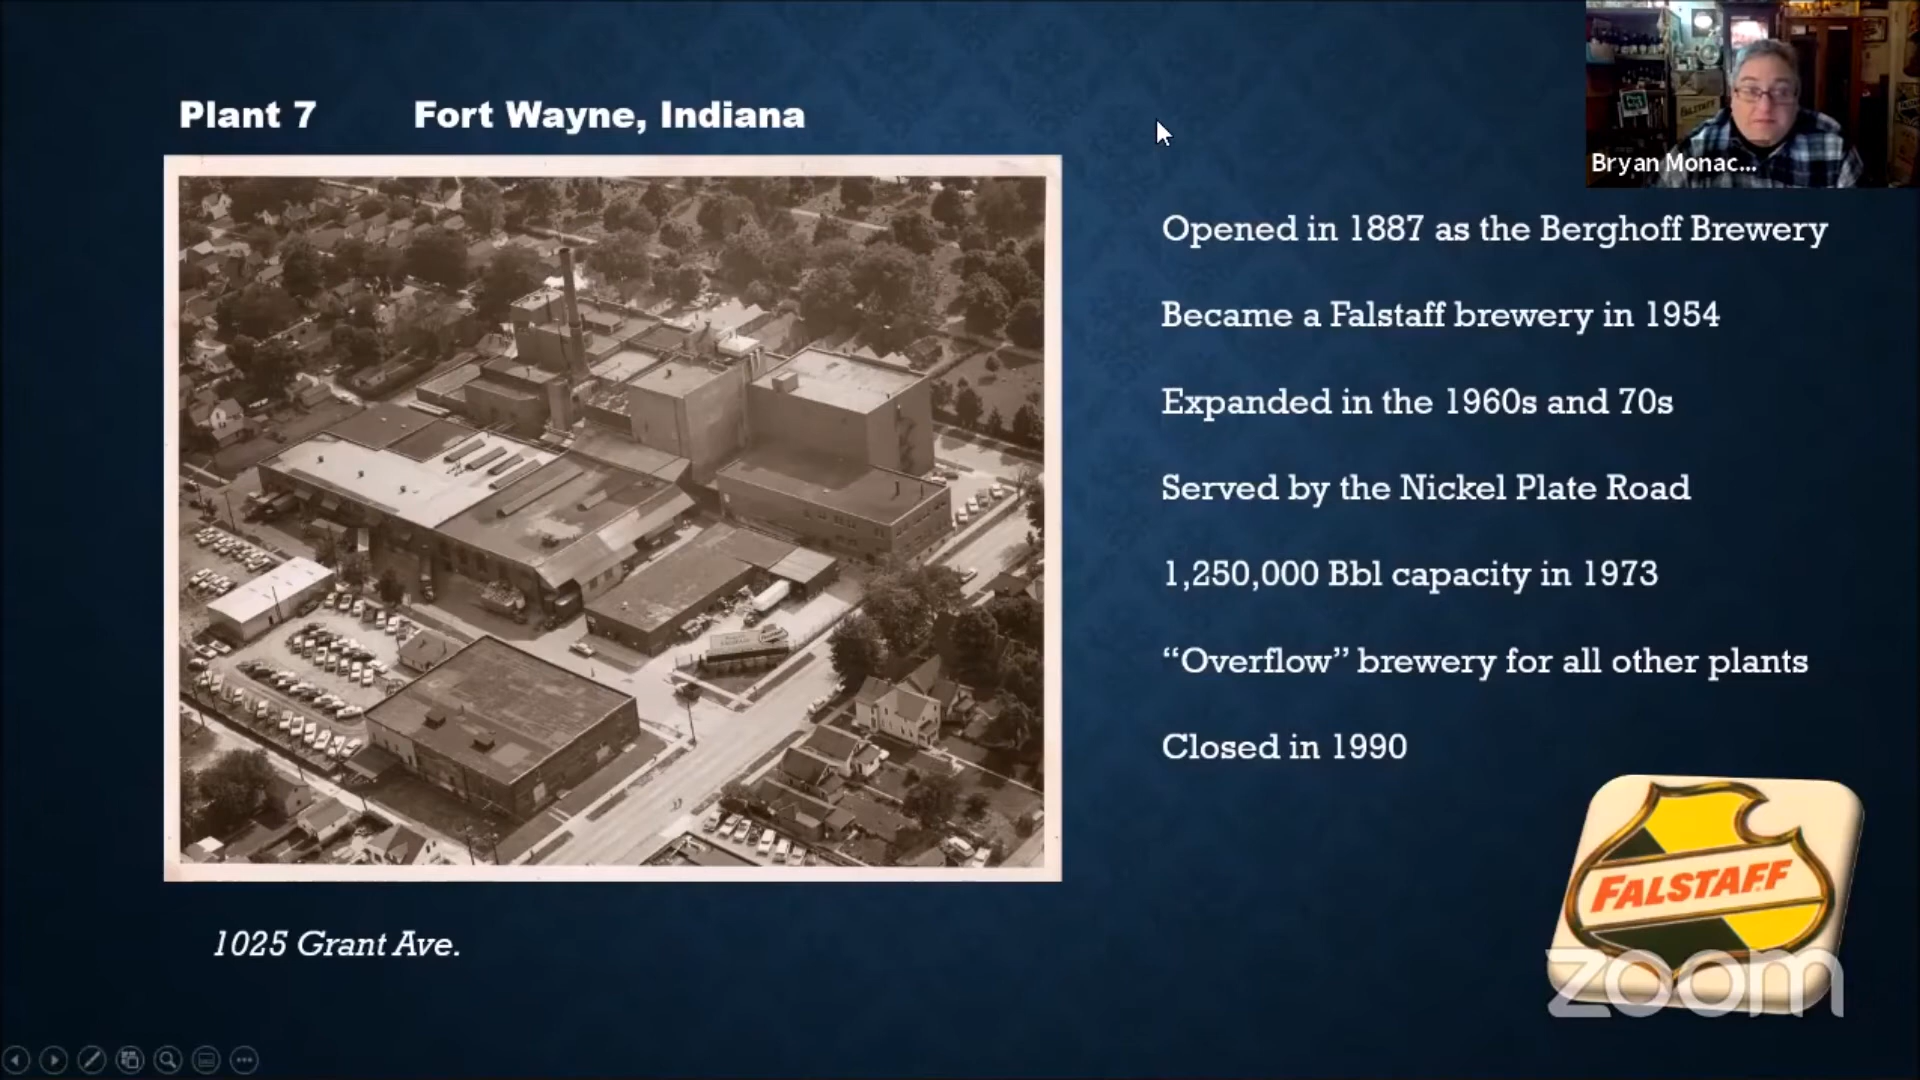 Plant 7 Fort Wayne, Indiana
Bryan Monac...
Opened in 1887 as the Berghoff Brewery
Became a Falstaff brewery in 1954
Expanded in the 1960s and 70s
Served by the Nickel Plate Road
1,250,000 Bbl capacity in 1973
“Overflow” brewery for all other plants
Closed in 1990
FALSTAFF
zoom
1025 Grant Ave.